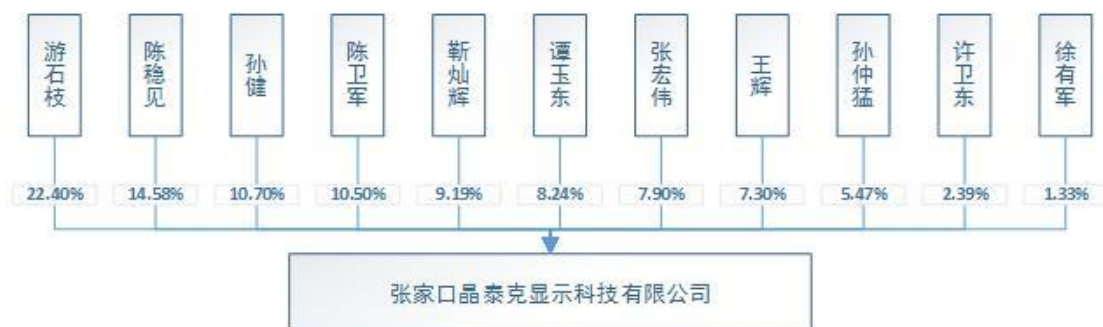 游石枝
陈稳见
孙健
陈卫军
靳灿辉
谭玉东
张宏伟
王辉
孙仲猛
许卫东
徐有军
22.40%
14.58%
10.70%
10.50%
9.19%
8.24%
7.90%
7.30%
5.47%
2.39%
1.33%
张家口晶泰克显示科技有限公司